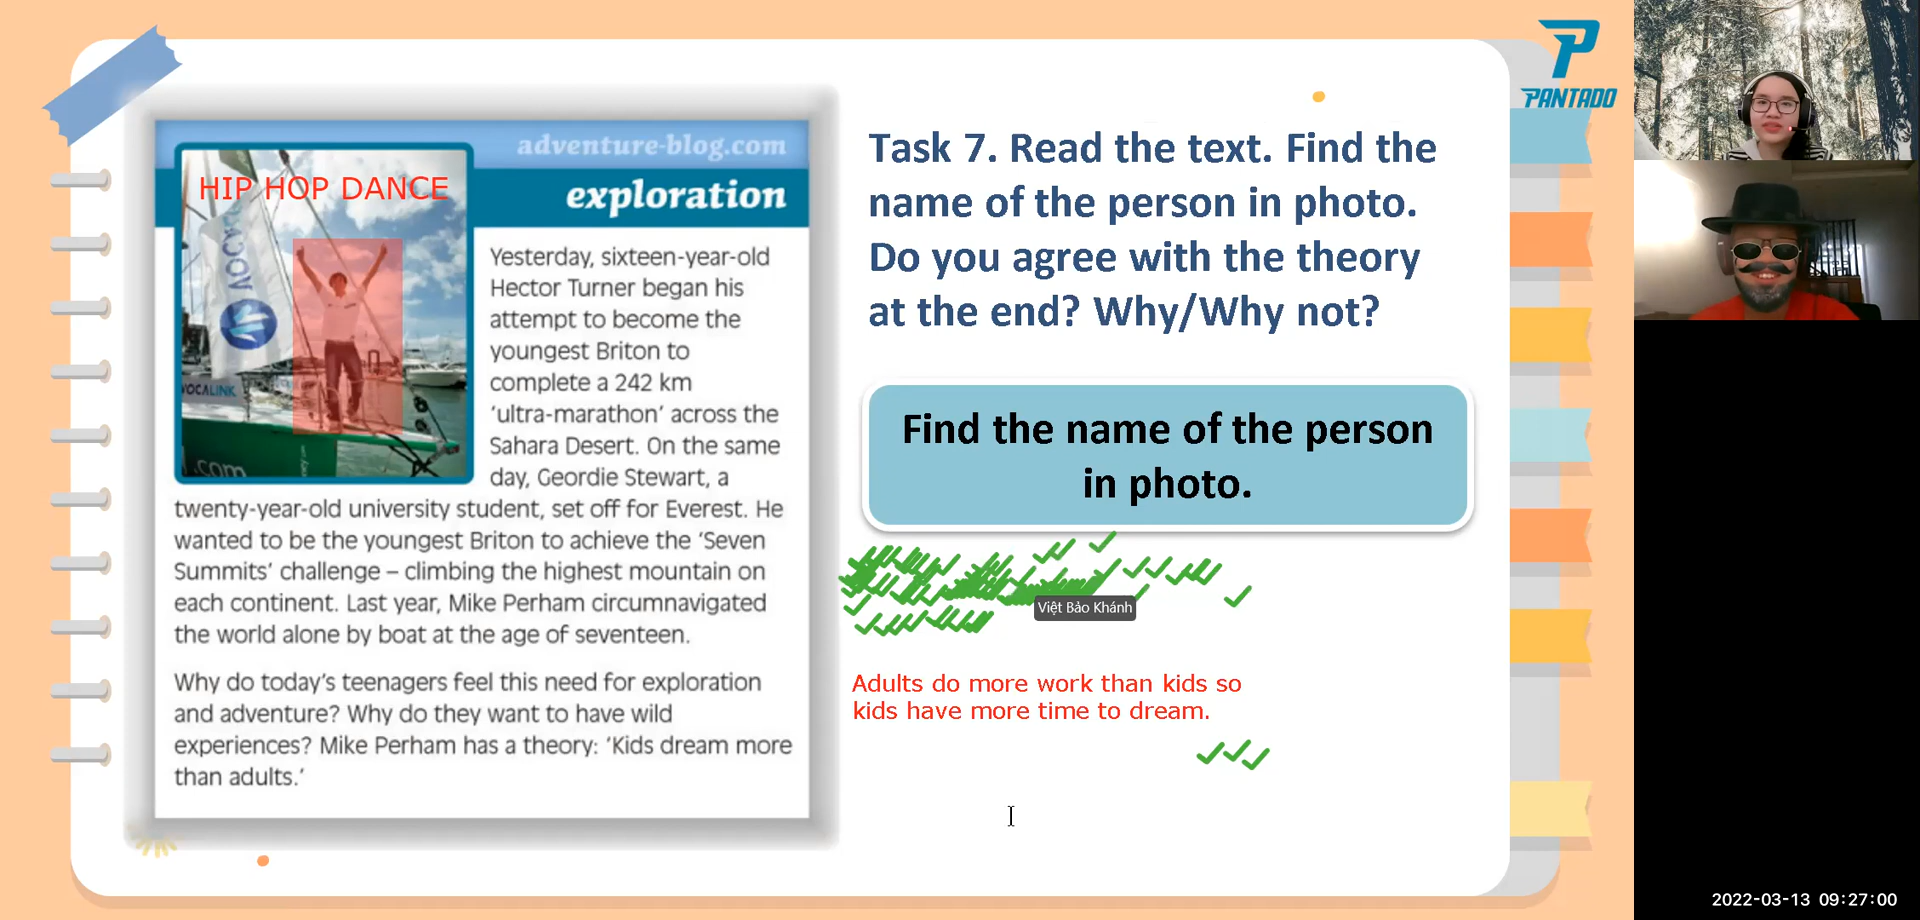 adventure-blog.com
exploration
HIP HOP DANCE
VOCALINK
VOCALINK
.com
Yesterday, sixteen-year-old
Hector Turner began his
attempt to become the
youngest Briton to
complete a 242 km
‘ultra-marathon’ across the
Sahara Desert. On the same
day, Geordie Stewart, a
twenty-year-old university student, set off for Everest. He
wanted to be the youngest Briton to achieve the ‘Seven
Summits’ challenge – climbing the highest mountain on
each continent. Last year, Mike Perham circumnavigated
the world alone by boat at the age of seventeen.
Why do today’s teenagers feel this need for exploration
and adventure? Why do they want to have wild
experiences? Mike Perham has a theory: ‘Kids dream more
than adults.’
Task 7. Read the text. Find the
name of the person in photo.
Do you agree with the theory
at the end? Why/Why not?
Find the name of the person
in photo.
Việt Bảo Khánh
Adults do more work than kids so
kids have more time to dream.
PANTADO
2022-03-13 09:27:00